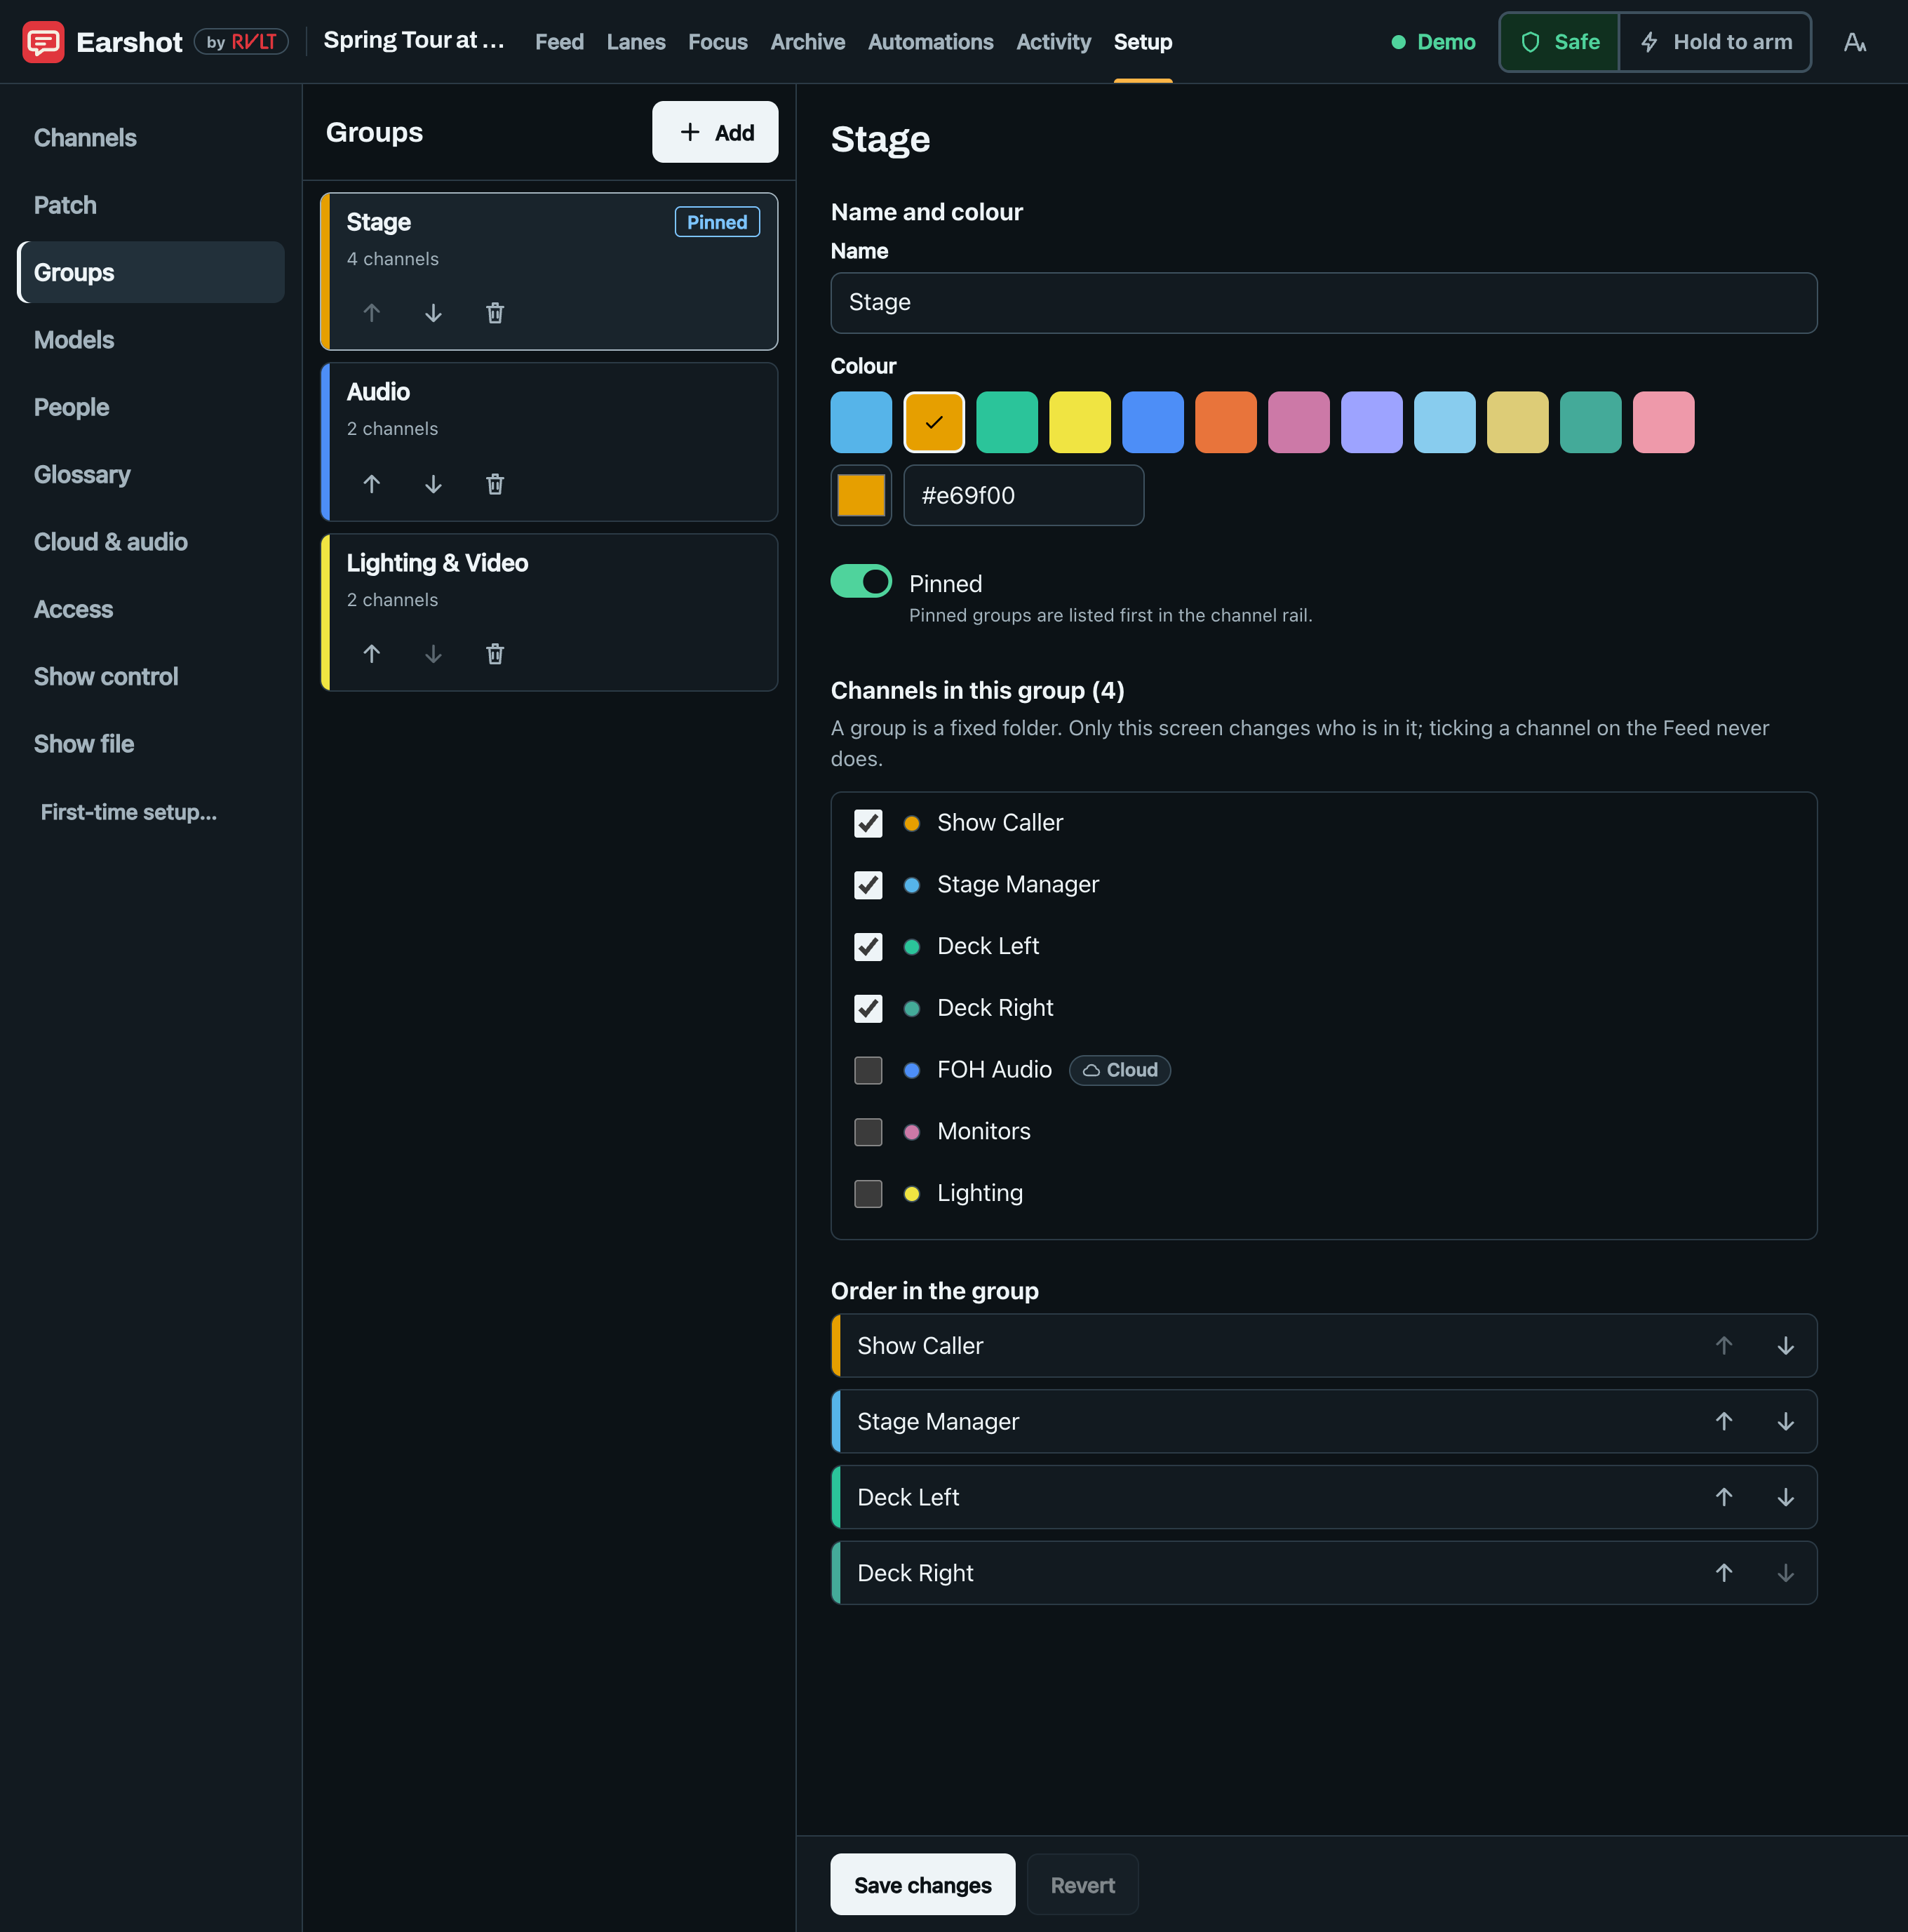 Earshot by RVLT Spring Tour at ... Feed Lanes Focus Archive Automations Activity Setup Demo Safe Hold to arm
Channels
Patch
Groups
Models
People
Glossary
Cloud & audio
Access
Show control
Show file
First-time setup...
Groups
Add
Stage
Pinned
4 channels
Audio
2 channels
Lighting & Video
2 channels
Stage
Name and colour
Name
Stage
Colour
#e69f00
Pinned
Pinned groups are listed first in the channel rail.
Channels in this group (4)
A group is a fixed folder. Only this screen changes who is in it; ticking a channel on the Feed never
does.
Show Caller
Stage Manager
Deck Left
Deck Right
FOH Audio Cloud
Monitors
Lighting
Order in the group
Show Caller
Stage Manager
Deck Left
Deck Right
Save changes
Revert